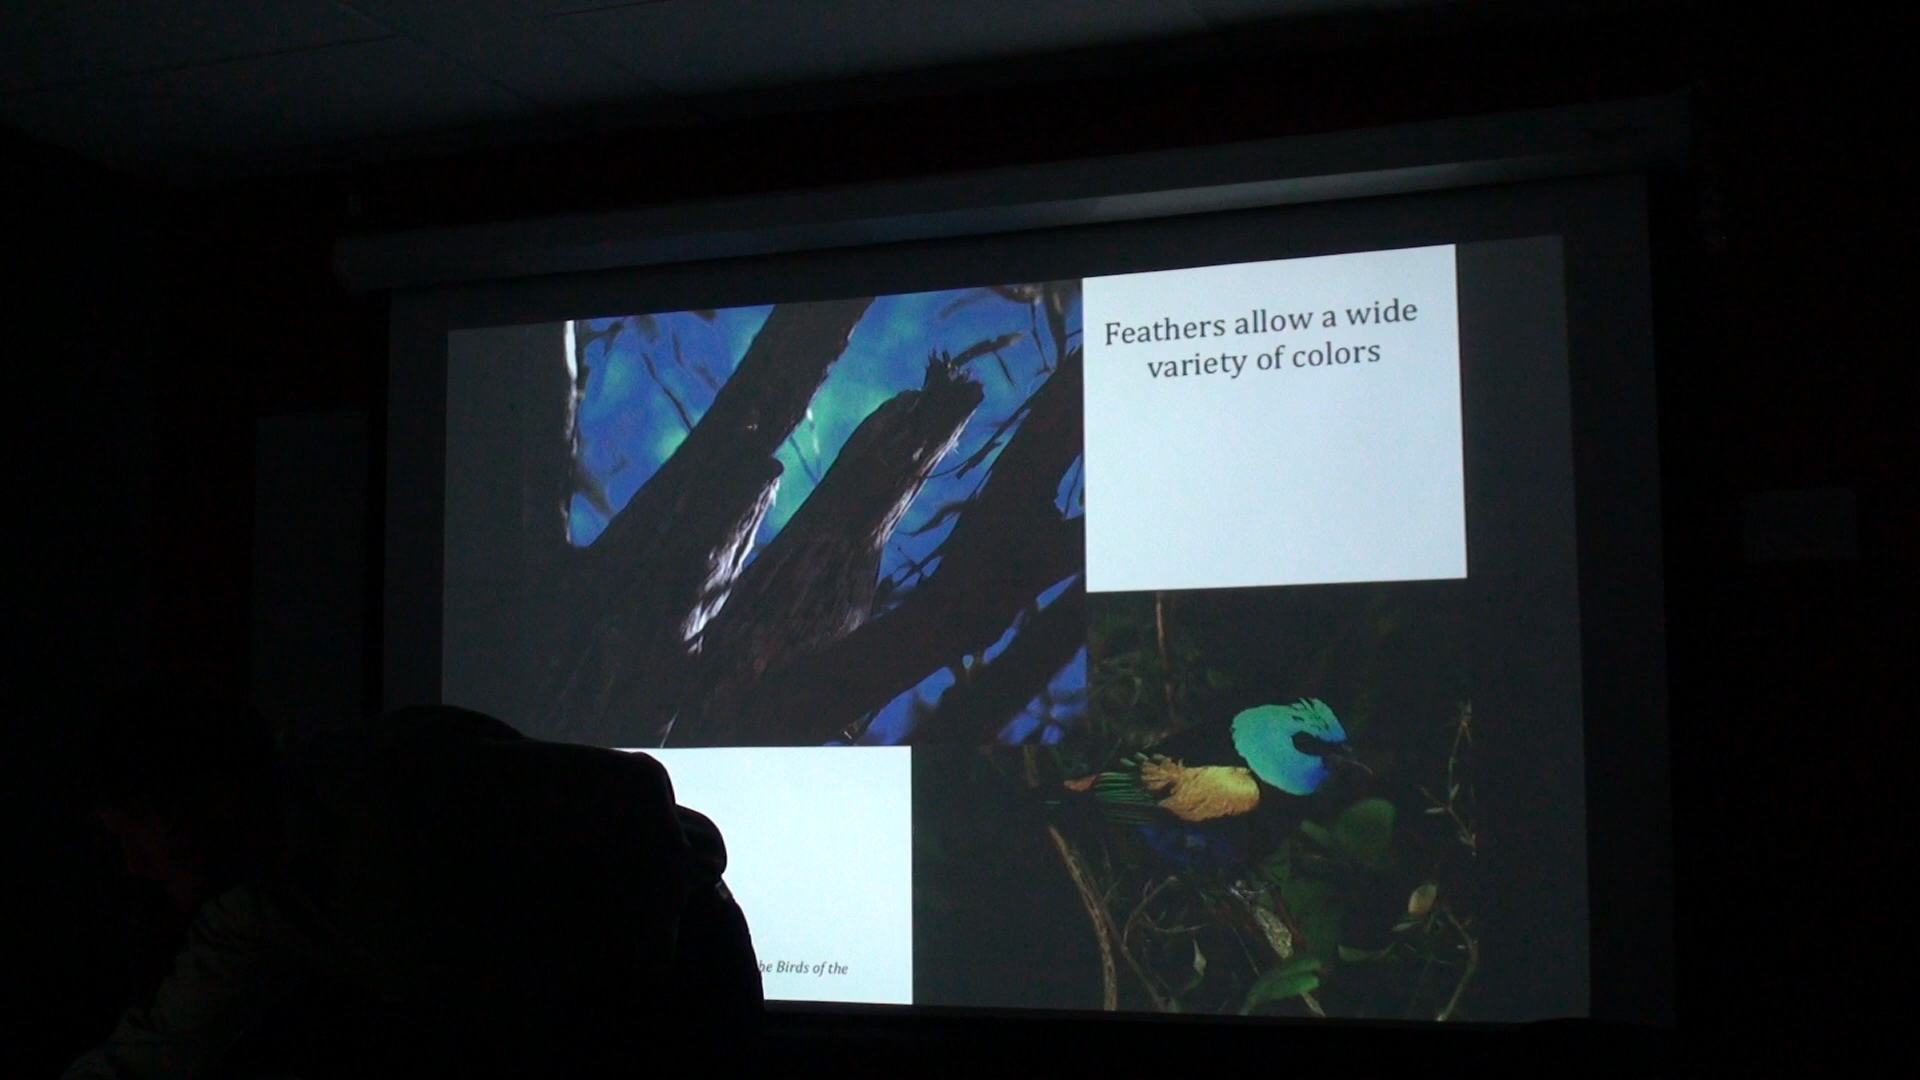 Feathers allow a wide
variety of colors
Birds of the